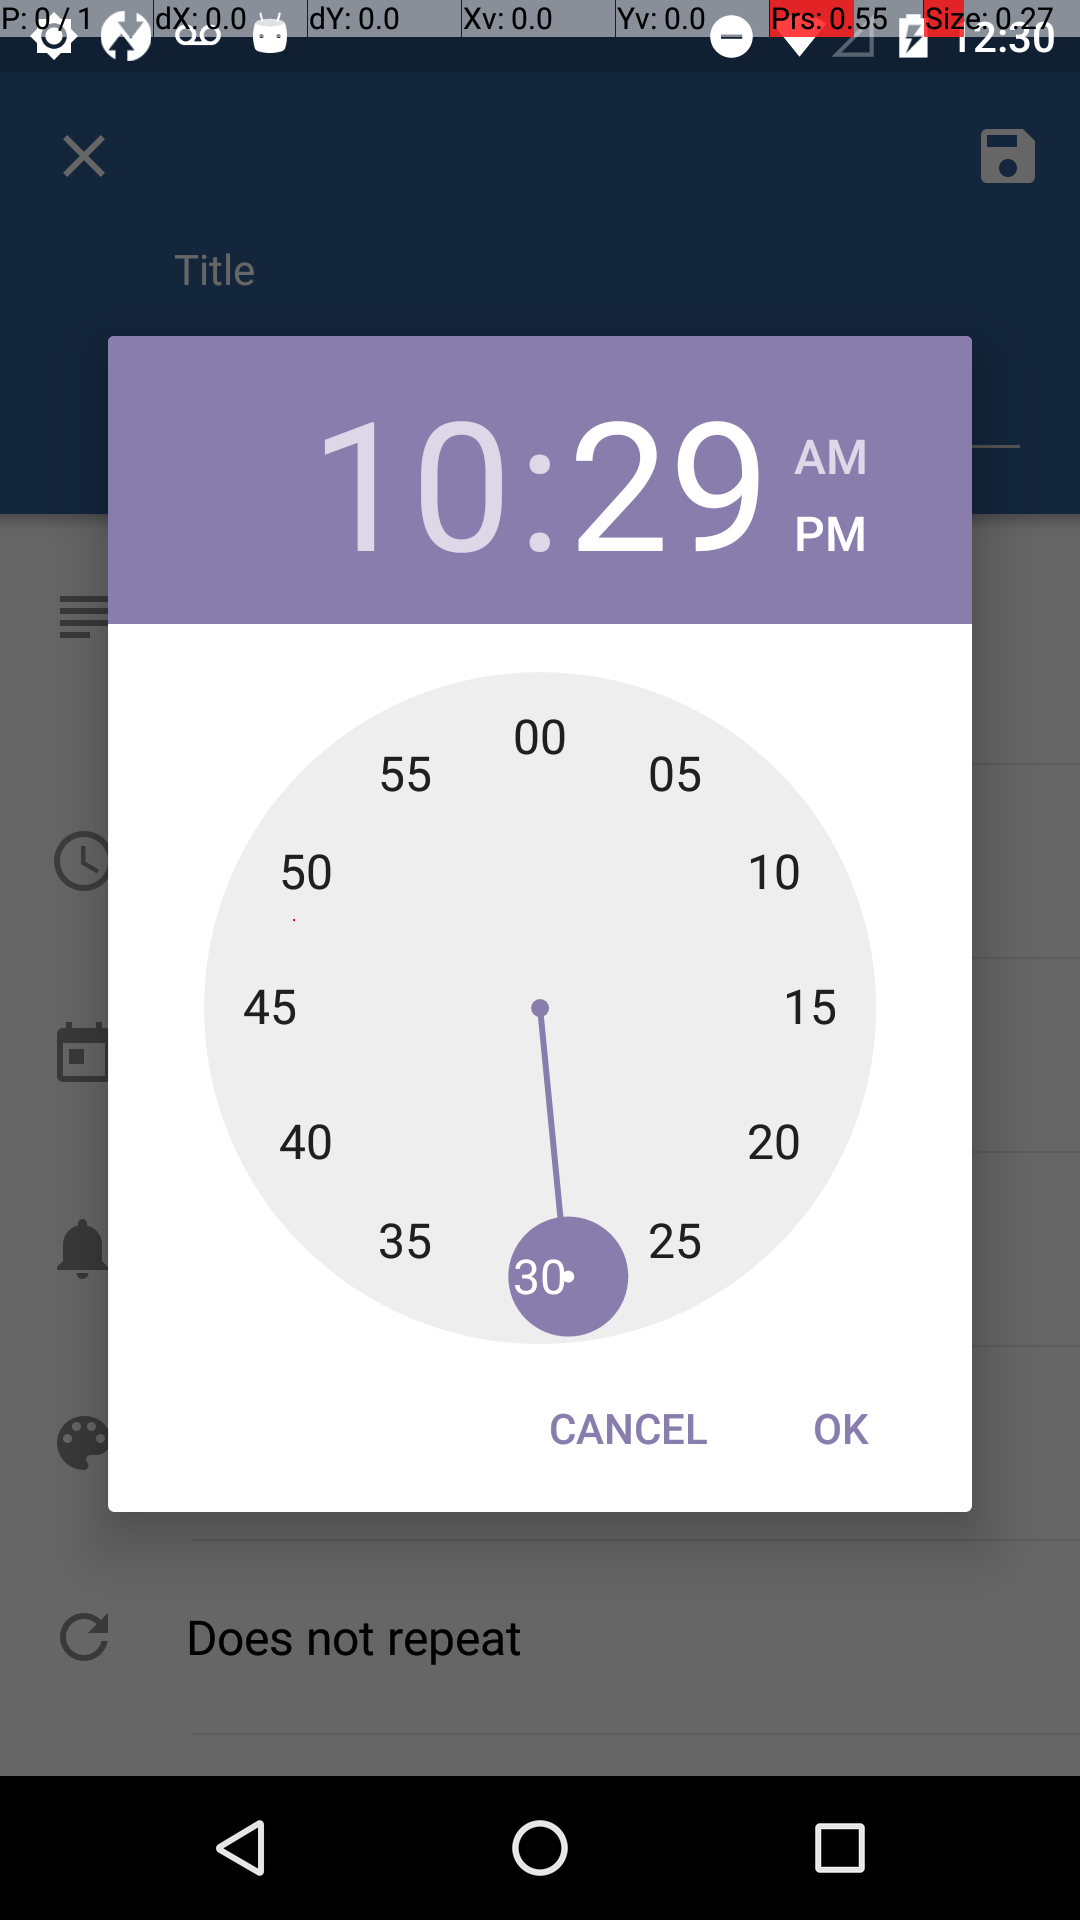 P: 0 / 1 dX: 0.0 dY: 0.0 Xv: 0.0 Yv: 0.0 Prs: 0.55 Size: 0.27
12:30
Title
10:29 AM
PM
00
55 05
50 10
45 15
40 20
35 25
30
CANCEL OK
Does not repeat